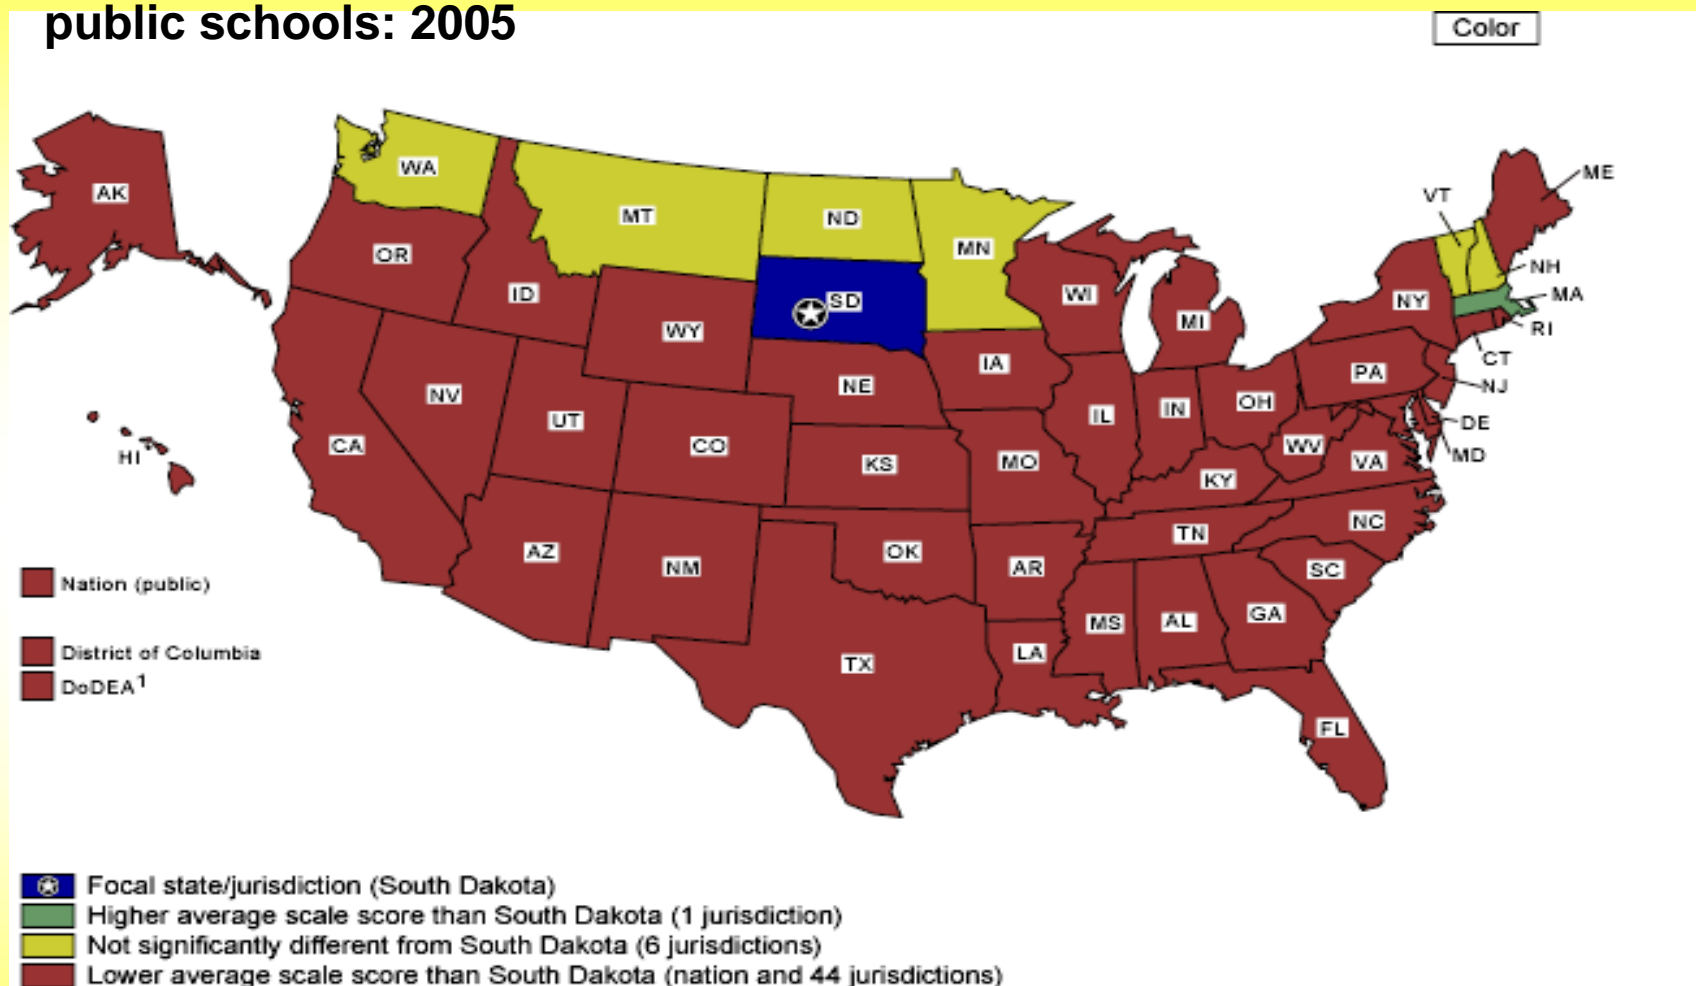 public schools: 2005
Color
ME
VT
WA
AK
MT
ND
MN
OR
NH
ID
SD
WI
NY
MA
MI
RI
WY
CT
IA
PA
NE
NJ
NV
OH
IN
IL
UT
DE
CO
CA
WV
HI
MD
KS
MO
VA
KY
NC
TN
AZ
OK
NM
AR
SC
Nation (public)
GA
MS
AL
District of Columbia
LA
TX
DoDEA1
FL
Focal state/jurisdiction (South Dakota)
Higher average scale score than South Dakota (1 jurisdiction)
Not significantly different from South Dakota (6 jurisdictions)
Lower average scale score than South Dakota (nation and 44 jurisdictions)